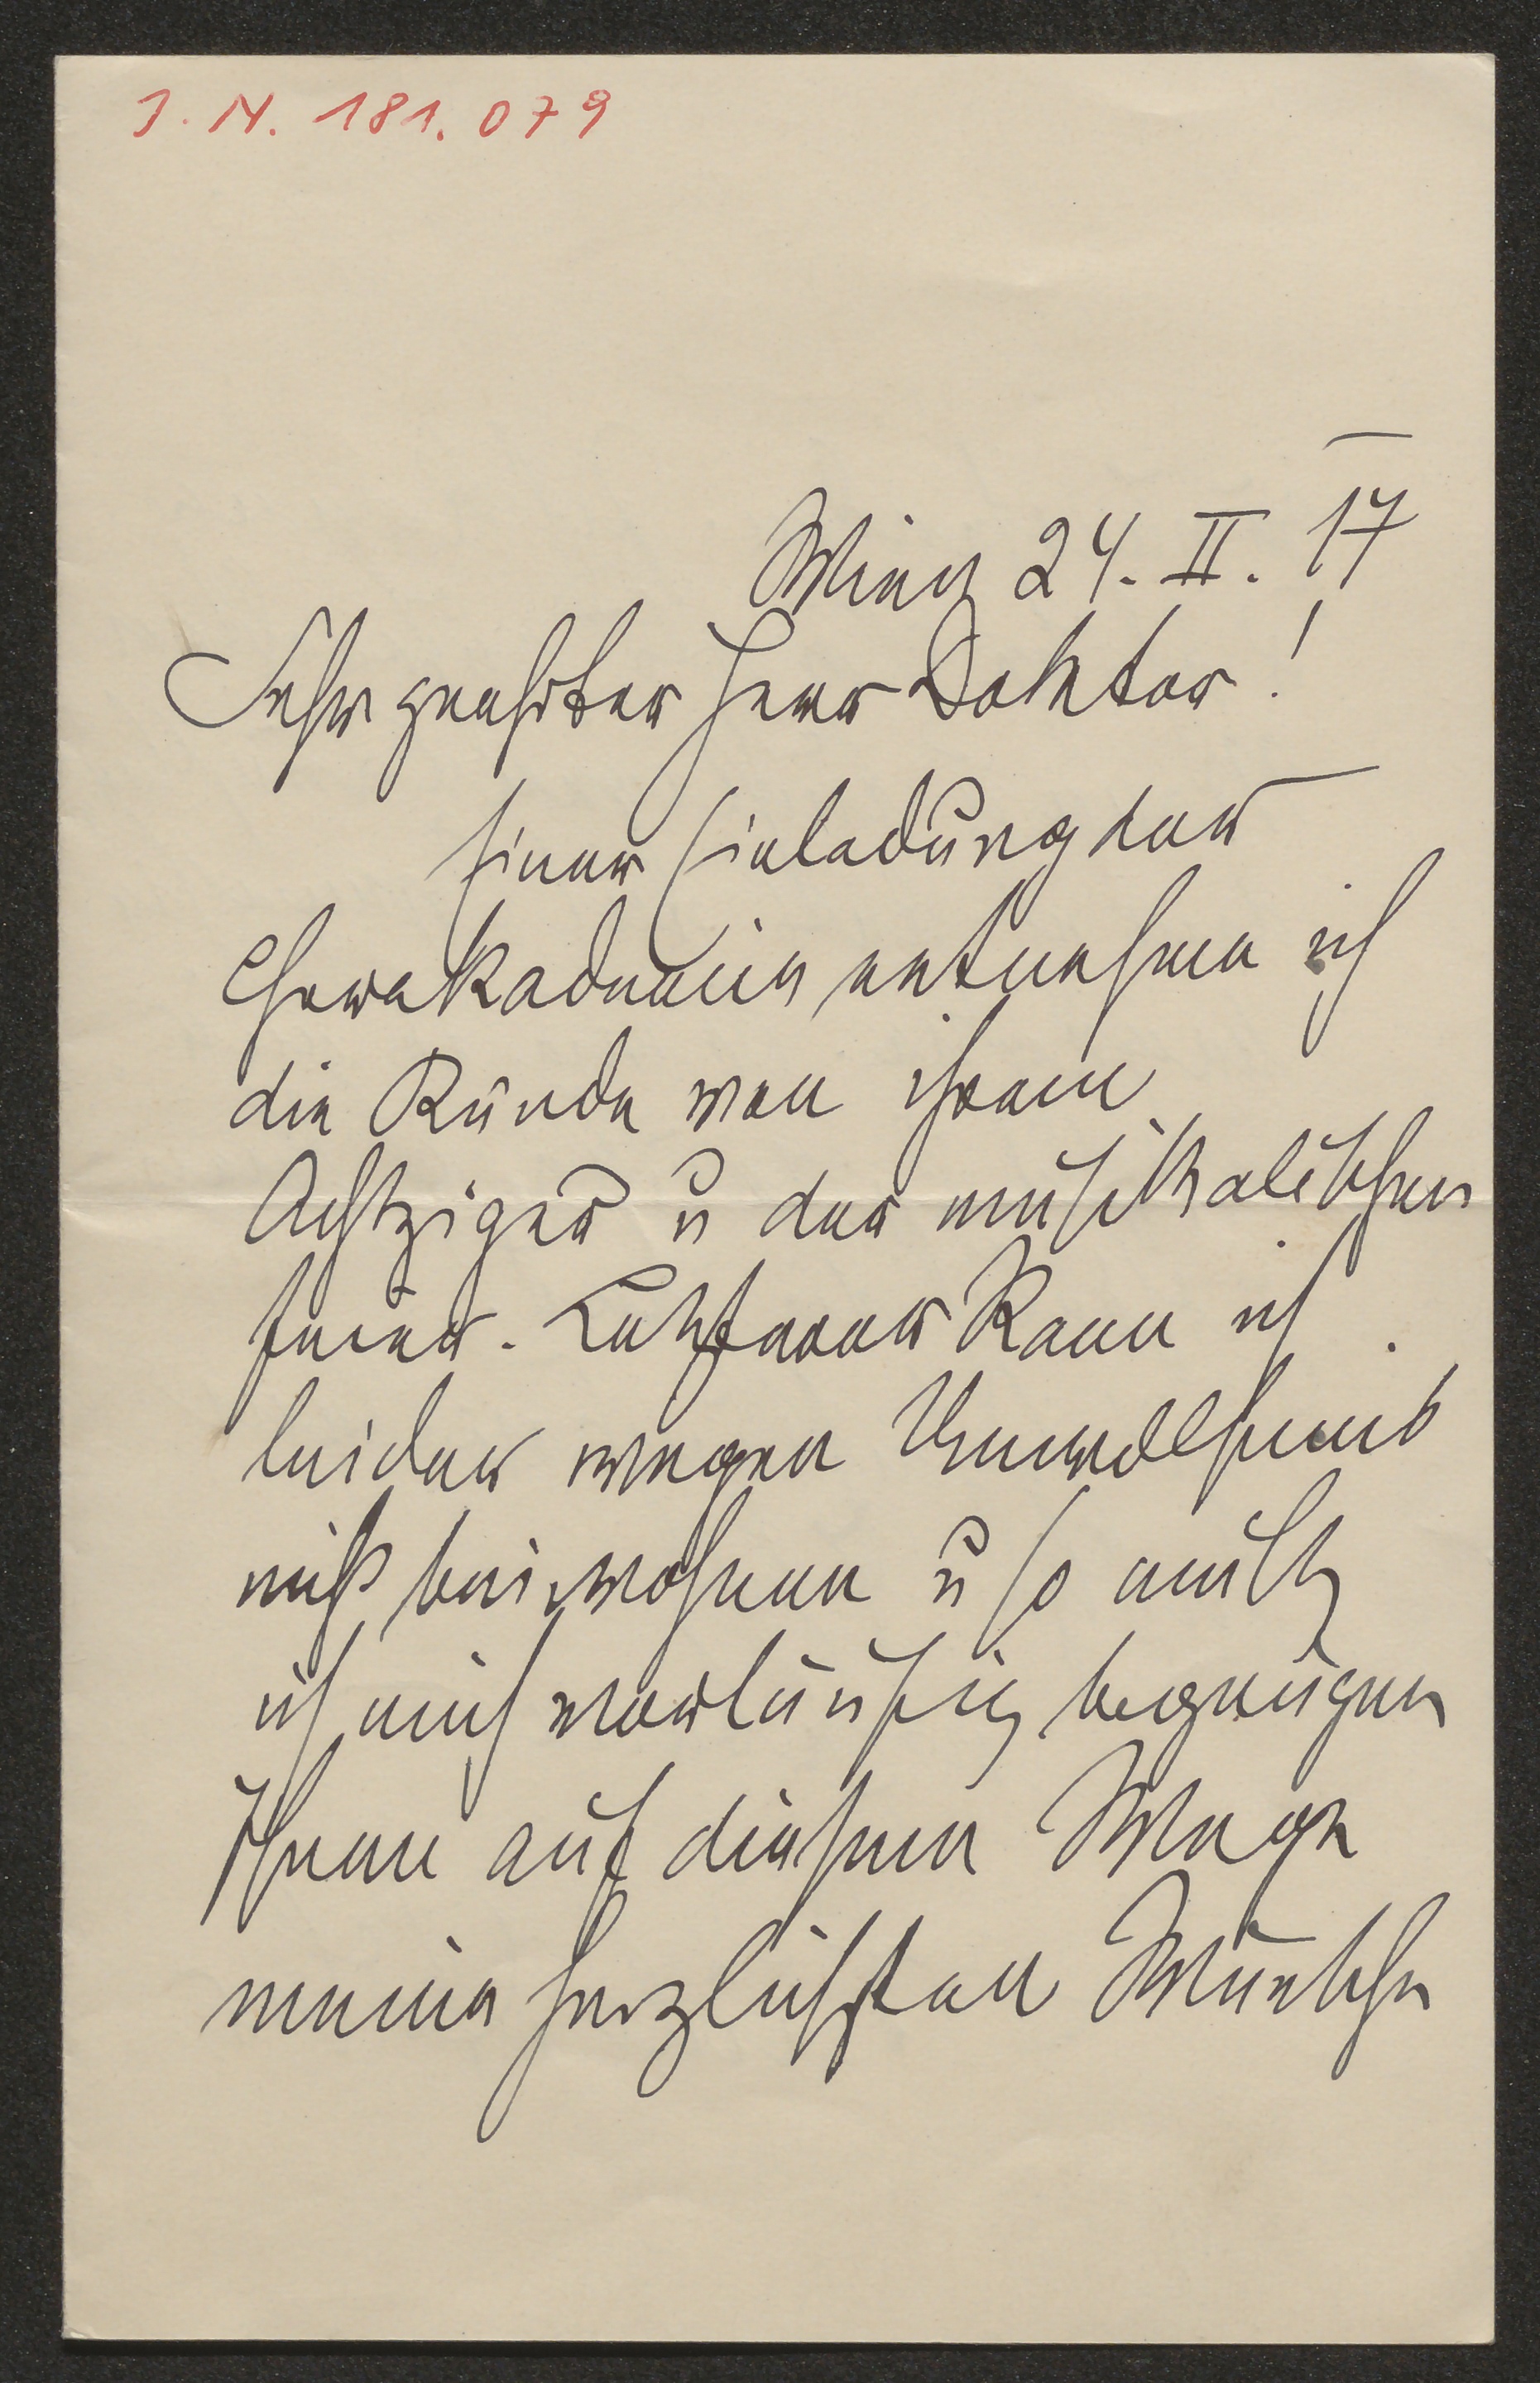 J. N. 181.079
Wien 24. II. 17
Sehr geehrter Herr Doktor!
Einer Einladung der
Chorakademie entnehme ich
die Kunde von ihrem
Achtziger u der musikalischen
Feier. Letzterer kann ich
leider wegen Unwohlseins
nicht beiwohnen u so muß
ich mich vorläufig begnügen
Ihnen auf diesem Wege
meine herzlichsten Wünsche